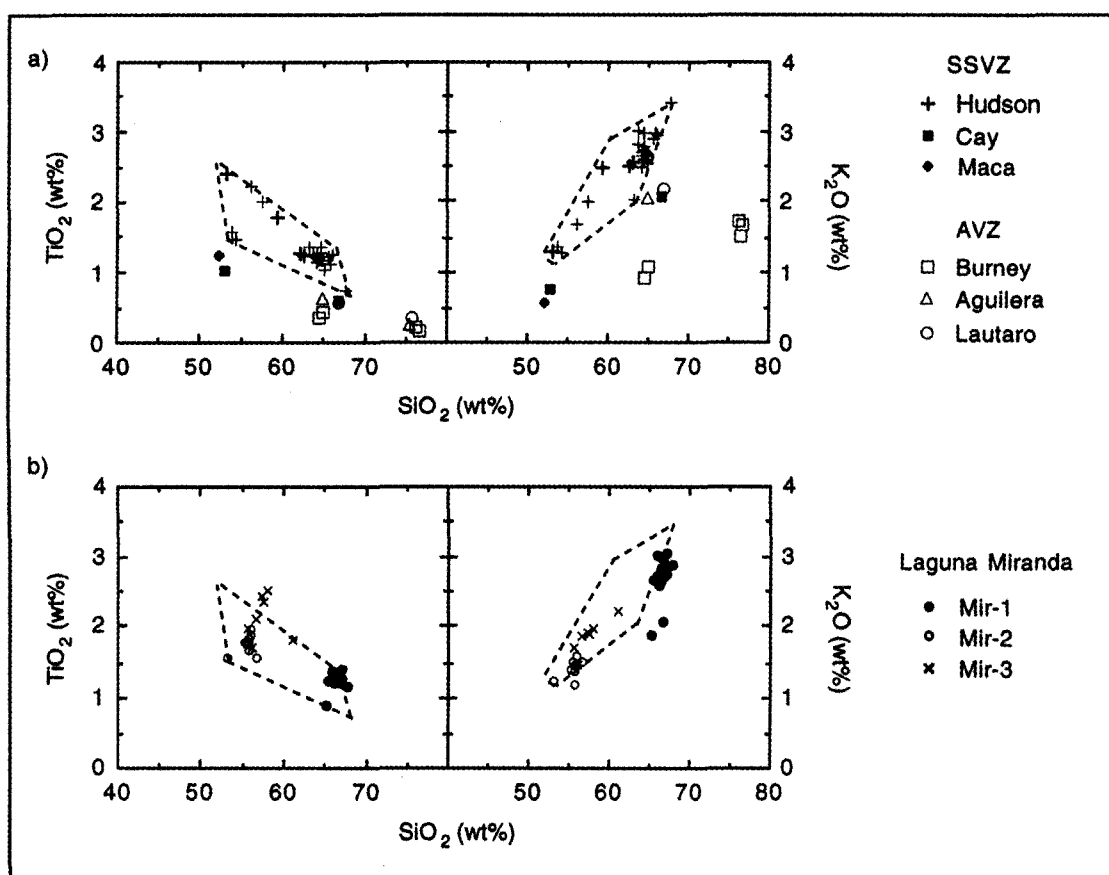 a)
4
3
2
1
0
TiO2 (wt%)
40 50 60 70
50 60 70 80
4
3
2
1
0
K2O (wt%)
SiO2 (wt%)
SSVZ
Hudson
Cay
Maca
AVZ
Burney
Aguilera
Lautaro
b)
4
3
2
1
0
TiO2 (wt%)
40 50 60 70
50 60 70 80
4
3
2
1
0
K2O (wt%)
SiO2 (wt%)
Laguna Miranda
Mir-1
Mir-2
Mir-3